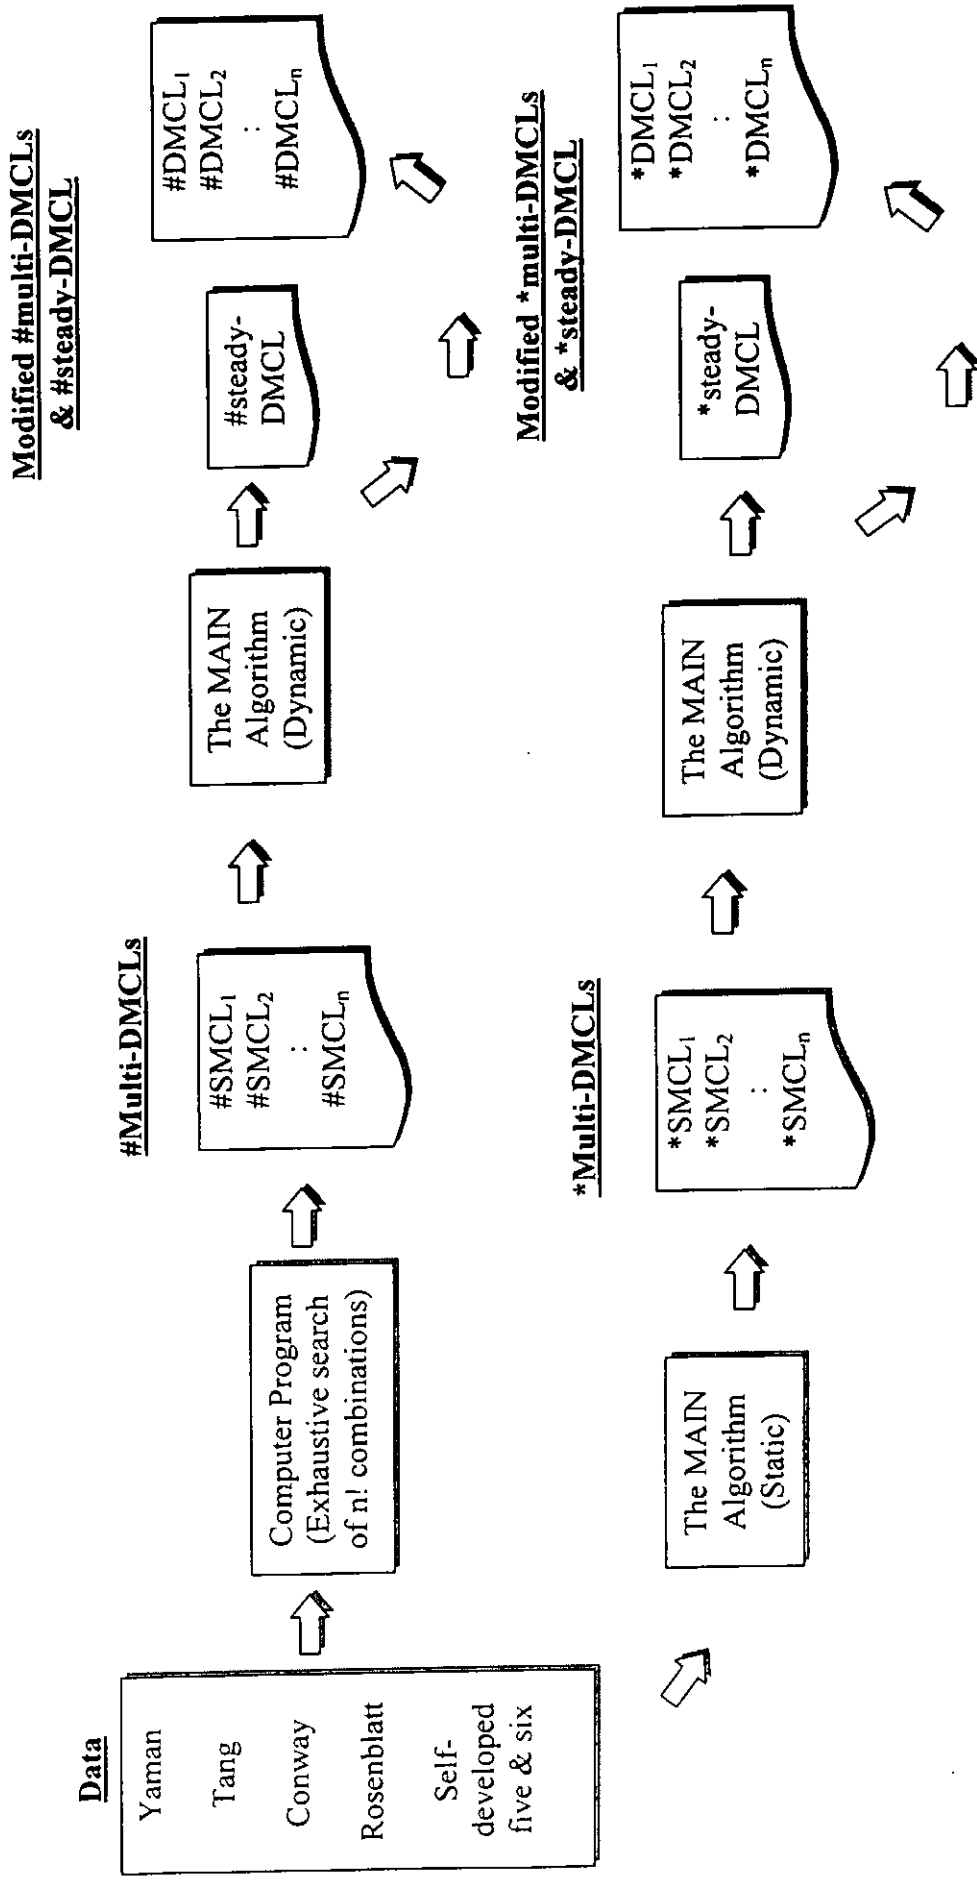 Data
Yaman
Tang
Conway
Rosenblatt
Self-
developed
five & six
Computer Program
(Exhaustive search
of n! combinations)
#Multi-DMCLs
#SMCL1
#SMCL2
:
#SMCLn
The MAIN
Algorithm
(Dynamic)
Modified #multi-DMCLs
& #steady-DMCL
#steady-
DMCL
#DMCL1
#DMCL2
:
#DMCLn
The MAIN
Algorithm
(Static)
*Multi-DMCLs
*SMCL1
*SMCL2
:
*SMCLn
The MAIN
Algorithm
(Dynamic)
Modified *multi-DMCLs
& *steady-DMCL
*steady-
DMCL
*DMCL1
*DMCL2
:
*DMCLn